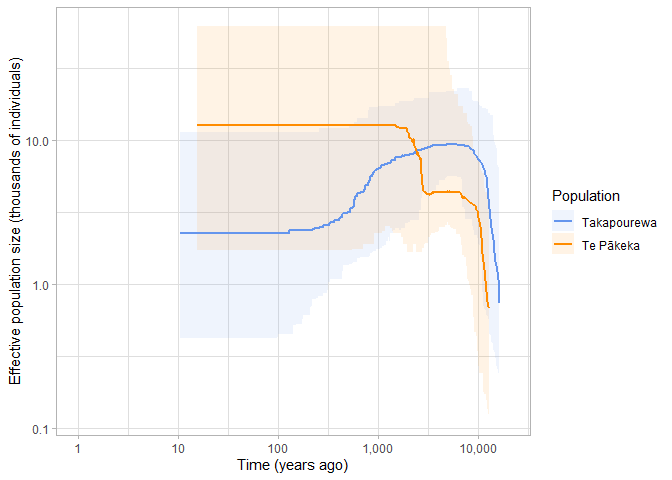 Effective population size (thousands of individuals)
10.0
1.0
0.1
1 10 100 1,000 10,000
Time (years ago)
Population
Takapourewa
Te Pākeka